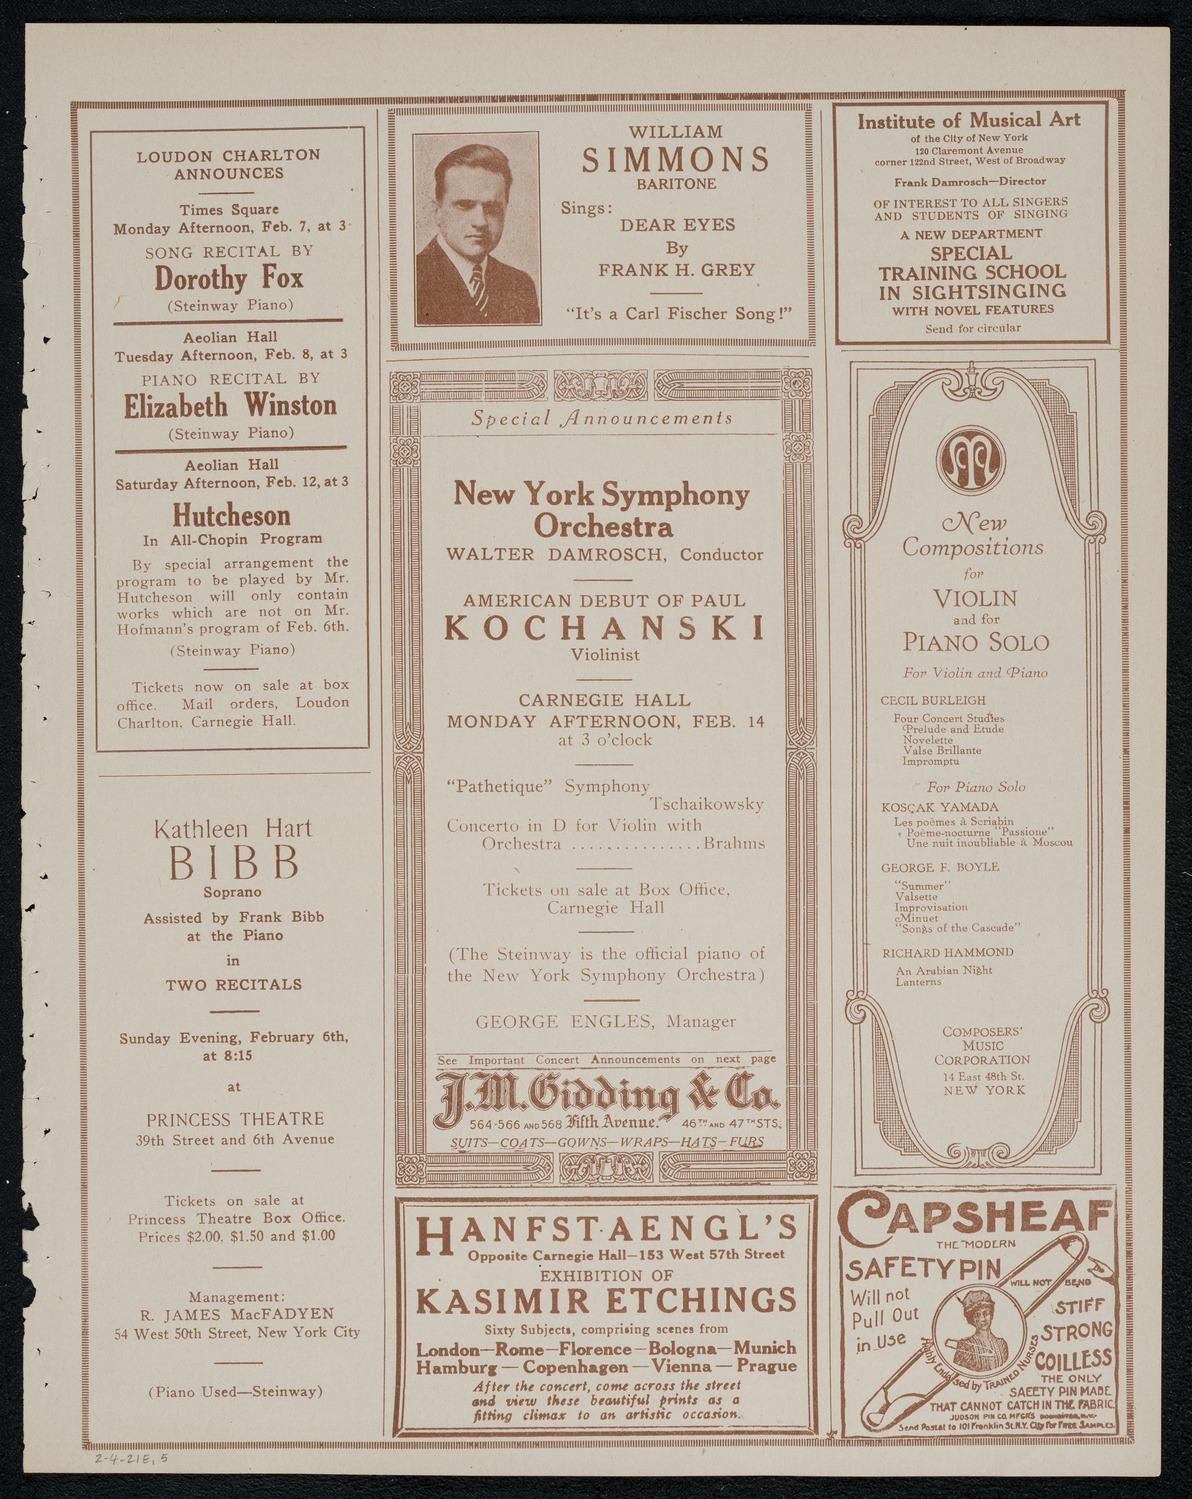 LOUDON CHARLTON
ANNOUNCES
Times Square
Monday Afternoon, Feb. 7, at 3
SONG RECITAL BY
Dorothy Fox
(Steinway Piano)
Aeolian Hall
Tuesday Afternoon, Feb. 8, at 3
PIANO RECITAL BY
Elizabeth Winston
(Steinway Piano)
Aeolian Hall
Saturday Afternoon, Feb. 12, at 3
Hutcheson
In All-Chopin Program
By special arrangement the
program to be played by Mr.
Hutcheson will only contain
works which are not on Mr.
Hofmann's program of Feb. 6th.
(Steinway Piano)
Tickets now on sale at box
office. Mail orders, Loudon
Charlton, Carnegie Hall.
Kathleen Hart
BIBB
Soprano
Assisted by Frank Bibb
at the Piano
in
TWO RECITALS
Sunday Evening, February 6th,
at 8:15
at
PRINCESS THEATRE
39th Street and 6th Avenue
Tickets on sale at
Princess Theatre Box Office.
Prices $2.00, $1.50 and $1.00
Management:
R. JAMES MacFADYEN
54 West 50th Street, New York City
(Piano Used—Steinway)
WILLIAM
SIMMONS
BARITONE
Sings:
DEAR EYES
By
FRANK H. GREY
"It's a Carl Fischer Song!"
Special Announcements
New York Symphony
Orchestra
WALTER DAMROSCH, Conductor
AMERICAN DEBUT OF PAUL
KOCHANSKI
Violinist
CARNEGIE HALL
MONDAY AFTERNOON, FEB. 14
at 3 o'clock
"Pathetique" Symphony
Tschaikowsky
Concerto in D for Violin with
Orchestra ...............Brahms
Tickets on sale at Box Office,
Carnegie Hall
(The Steinway is the official piano of
the New York Symphony Orchestra)
GEORGE ENGLES, Manager
See Important Concert Announcements on next page
J.M. Gidding & Co.
564-566 AND 568 Fifth Avenue. 46TH AND 47TH STS.
SUITS—COATS—GOWNS—WRAPS—HATS—FURS
HANFSTAENGL'S
Opposite Carnegie Hall—153 West 57th Street
EXHIBITION OF
KASIMIR ETCHINGS
Sixty Subjects, comprising scenes from
London—Rome—Florence—Bologna—Munich
Hamburg—Copenhagen—Vienna—Prague
After the concert, come across the street
and view these beautiful prints as a
fitting climax to an artistic occasion.
Institute of Musical Art
of the City of New York
120 Claremont Avenue
corner 122nd Street, West of Broadway
Frank Damrosch—Director
OF INTEREST TO ALL SINGERS
AND STUDENTS OF SINGING
A NEW DEPARTMENT
SPECIAL
TRAINING SCHOOL
IN SIGHTSINGING
WITH NOVEL FEATURES
Send for circular
New
Compositions
for
VIOLIN
and for
PIANO SOLO
For Violin and Piano
CECIL BURLEIGH
Four Concert Studies
Prelude and Etude
Novelette
Valse Brillante
Impromptu
For Piano Solo
KOSÇAK YAMADA
Les poèmes à Scriabin
Poème-nocturne "Passione"
Une nuit inoubliable à Moscou
GEORGE F. BOYLE
"Summer"
Valsette
Improvisation
Minuet
"Songs of the Cascade"
RICHARD HAMMOND
An Arabian Night
Lanterns
COMPOSERS'
MUSIC
CORPORATION
14 East 48th St.
NEW YORK
CAPSHEAF
THE MODERN
SAFETY PIN
WILL NOT BEND
Will not
Pull Out
in Use
STIFF
STRONG
COILLESS
Highly Endorsed by TRAINED NURSES
THE ONLY
SAFETY PIN MADE
THAT CANNOT CATCH IN THE FABRIC
JUDSON PIN CO. MFGRS
Send Postal to 101 Franklin St. N.Y. City For FREE SAMPLES.
2-4-21E, 5